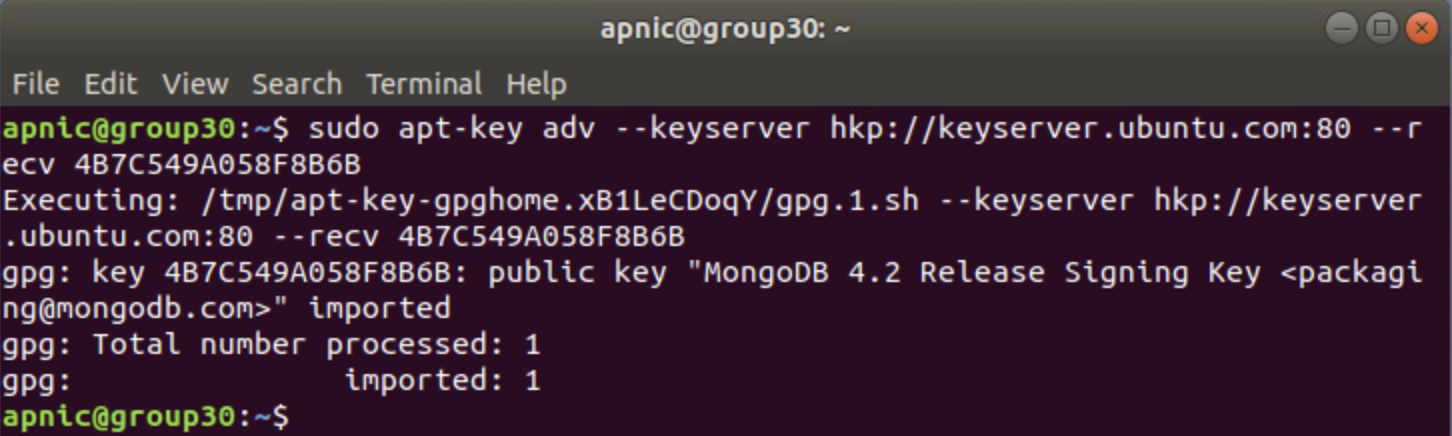 apnic@group30: ~
File Edit View Search Terminal Help
apnic@group30:~$ sudo apt-key adv --keyserver hkp://keyserver.ubuntu.com:80 --r
ecv 4B7C549A058F8B6B
Executing: /tmp/apt-key-gpghome.xB1LeCDoqY/gpg.1.sh --keyserver hkp://keyserver
.ubuntu.com:80 --recv 4B7C549A058F8B6B
gpg: key 4B7C549A058F8B6B: public key "MongoDB 4.2 Release Signing Key <packagi
ng@mongodb.com>" imported
gpg: Total number processed: 1
gpg:               imported: 1
apnic@group30:~$